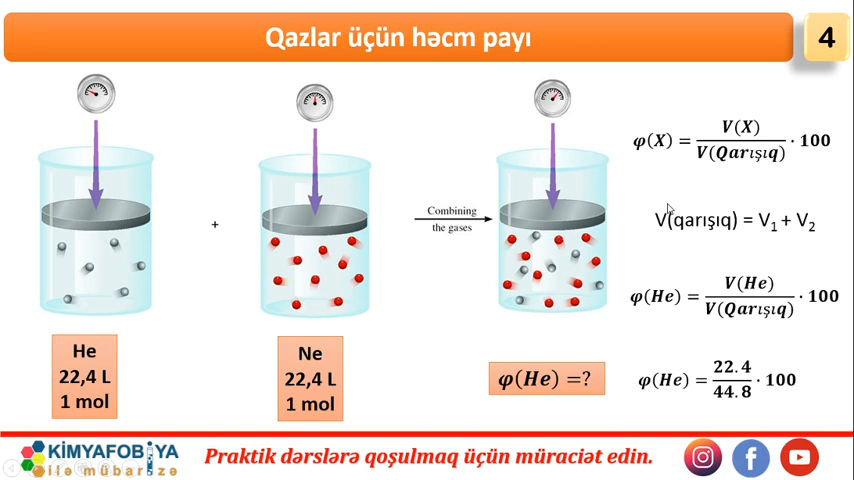 Qazlar üçün həcm payı
4
φ(X) = V(X) / V(Qarışıq) · 100
+
Combining
the gases
V(qarışıq) = V₁ + V₂
φ(He) = V(He) / V(Qarışıq) · 100
He
22,4 L
1 mol
Ne
22,4 L
1 mol
φ(He) =?
φ(He) = 22.4 / 44.8 · 100
KİMYAFOBİYA
ilə mübarizə
Praktik dərslərə qoşulmaq üçün müraciət edin.